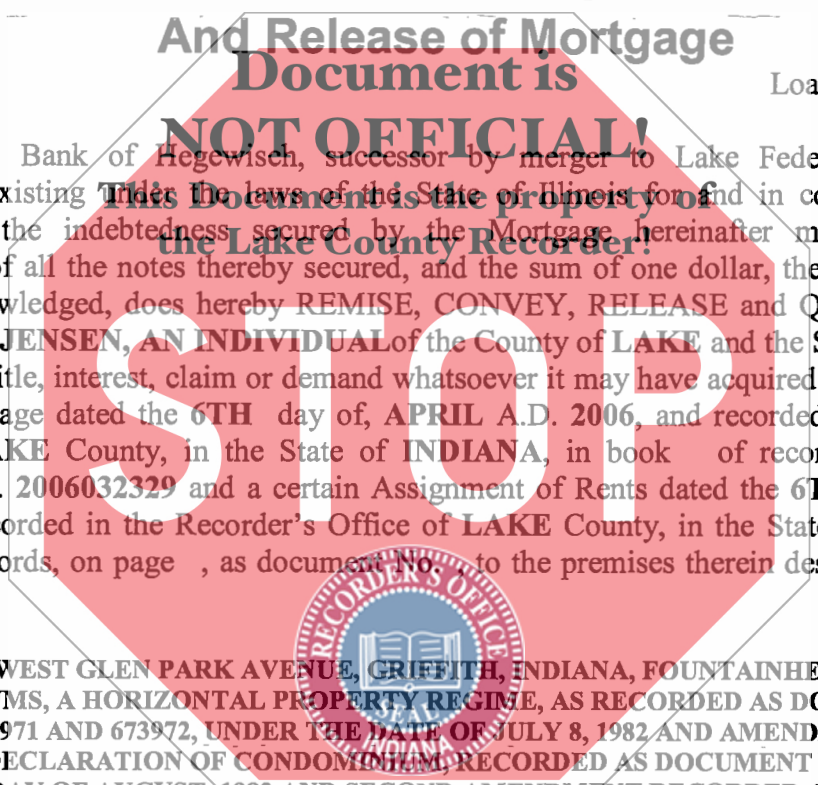 And Release of Mortgage
Document is
Loa
NOT OFFICIAL!
Bank of Hegewisch, successor by merger to Lake Fede
This Document is the property of
xisting under the laws of the State of Illinois for and in co
the indebtedness secured by the Mortgage hereinafter m
the Lake County Recorder!
f all the notes thereby secured, and the sum of one dollar, the
wledged, does hereby REMISE, CONVEY, RELEASE and Q
JENSEN, AN INDIVIDUALof the County of LAKE and the S
itle, interest, claim or demand whatsoever it may have acquired
age dated the 6TH day of, APRIL A.D. 2006, and recorded
STOP
KE County, in the State of INDIANA, in book of recor
. 2006032329 and a certain Assignment of Rents dated the 6T
orded in the Recorder's Office of LAKE County, in the State
ords, on page , as document No. , to the premises therein des
RECORDER'S OFFICE
SEAL
INDIANA
WEST GLEN PARK AVENUE, GRIFFITH, INDIANA, FOUNTAINHE
MS, A HORIZONTAL PROPERTY REGIME, AS RECORDED AS DO
971 AND 673972, UNDER THE DATE OF JULY 8, 1982 AND AMEND
ECLARATION OF CONDOMINIUM, RECORDED AS DOCUMENT